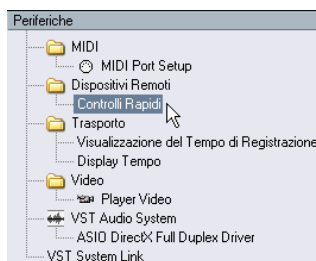 Periferiche
MIDI
MIDI Port Setup
Dispositivi Remoti
Controlli Rapidi
Trasporto
Visualizzazione del Tempo di Registrazione
Display Tempo
Video
Player Video
VST Audio System
ASIO DirectX Full Duplex Driver
VST System Link